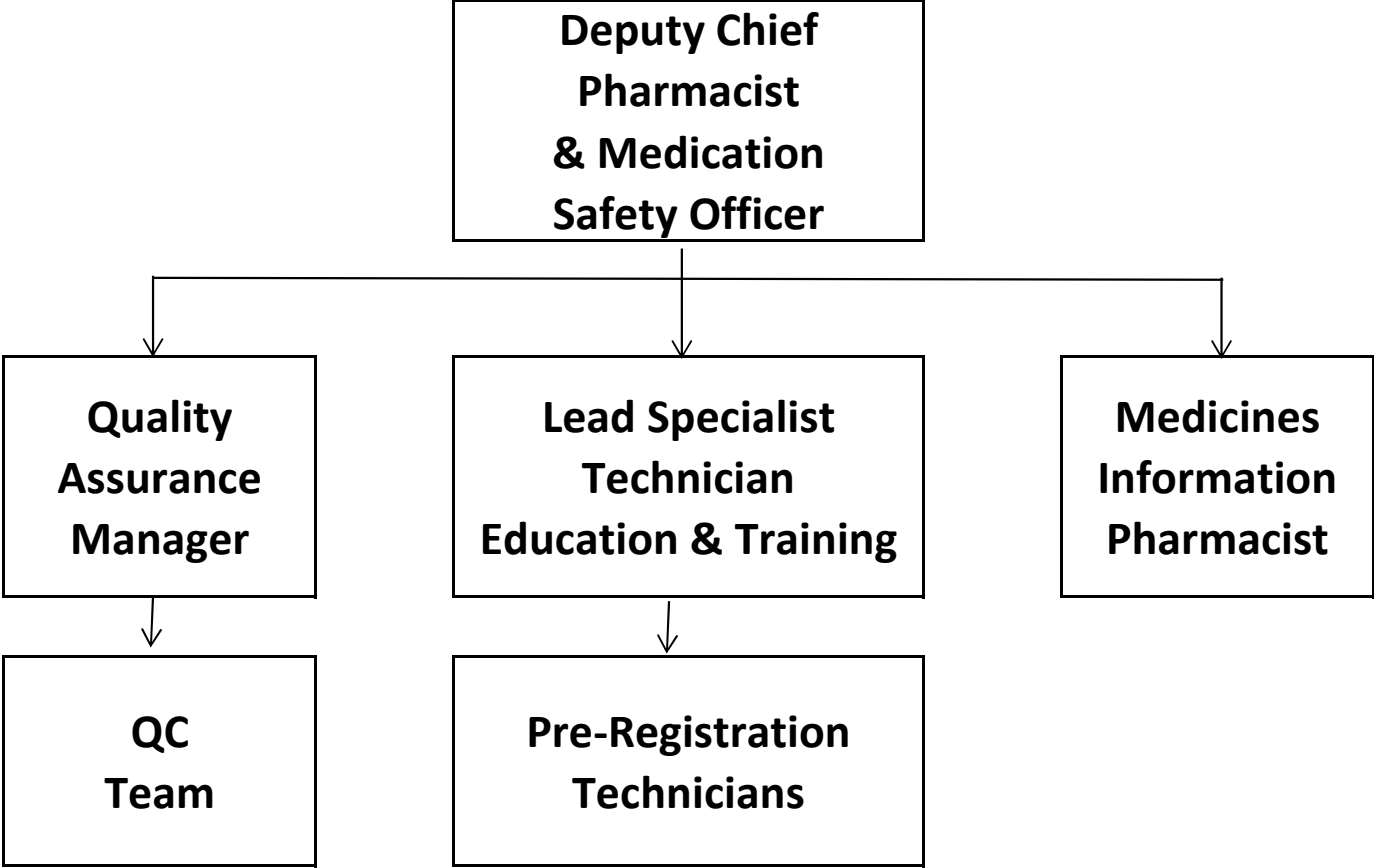 Deputy Chief
Pharmacist
& Medication
Safety Officer
Quality
Assurance
Manager
Lead Specialist
Technician
Education & Training
Medicines
Information
Pharmacist
QC
Team
Pre-Registration
Technicians